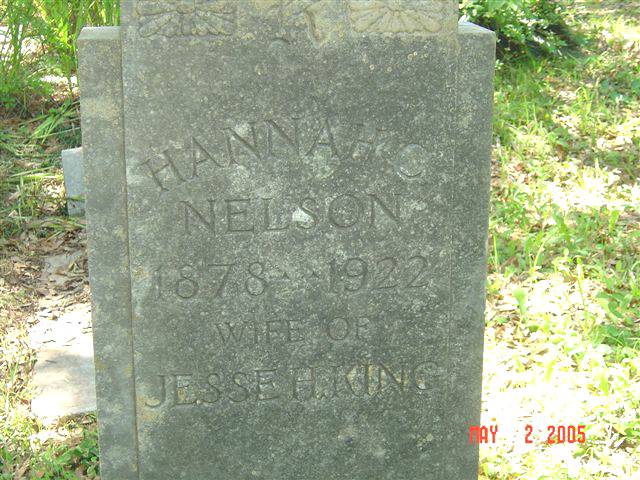 HANNAH C
NELSON
1878--1922
WIFE OF
JESSE H. KING
MAY 2 2005